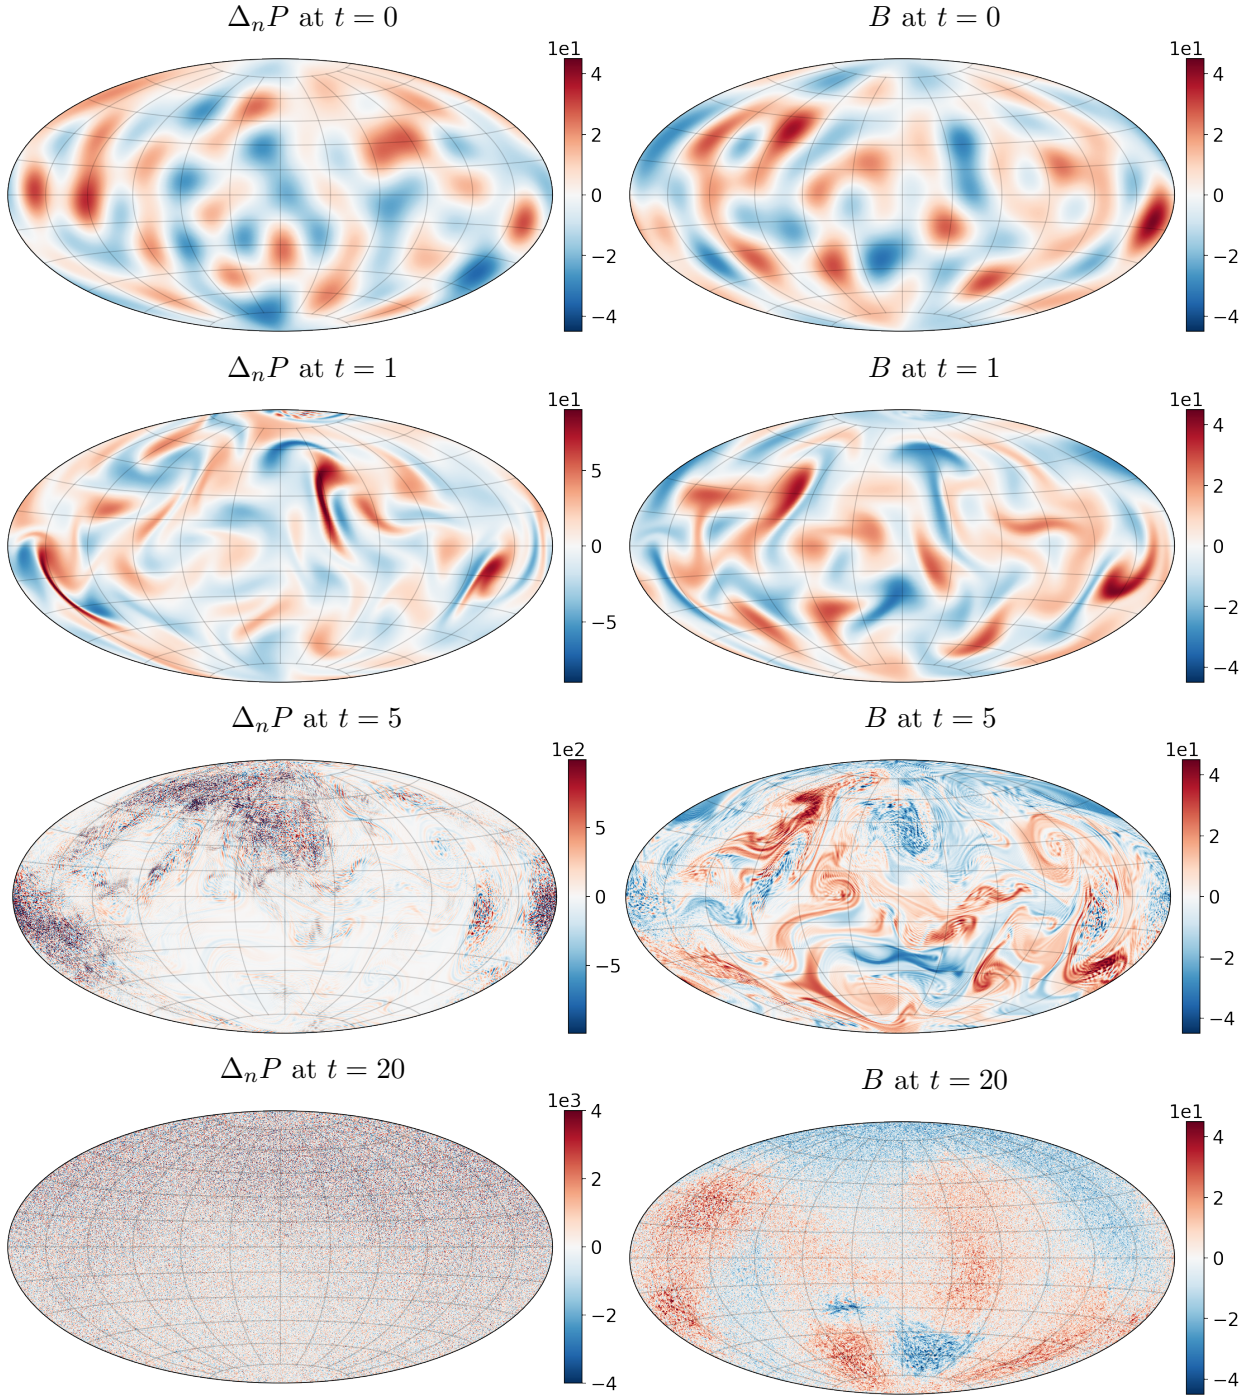 ΔₙP at t = 0
1e1
4
2
0
−2
−4
B at t = 0
1e1
4
2
0
−2
−4
ΔₙP at t = 1
1e1
5
0
−5
B at t = 1
1e1
4
2
0
−2
−4
ΔₙP at t = 5
1e2
5
0
−5
B at t = 5
1e1
4
2
0
−2
−4
ΔₙP at t = 20
1e3
4
2
0
−2
−4
B at t = 20
1e1
4
2
0
−2
−4